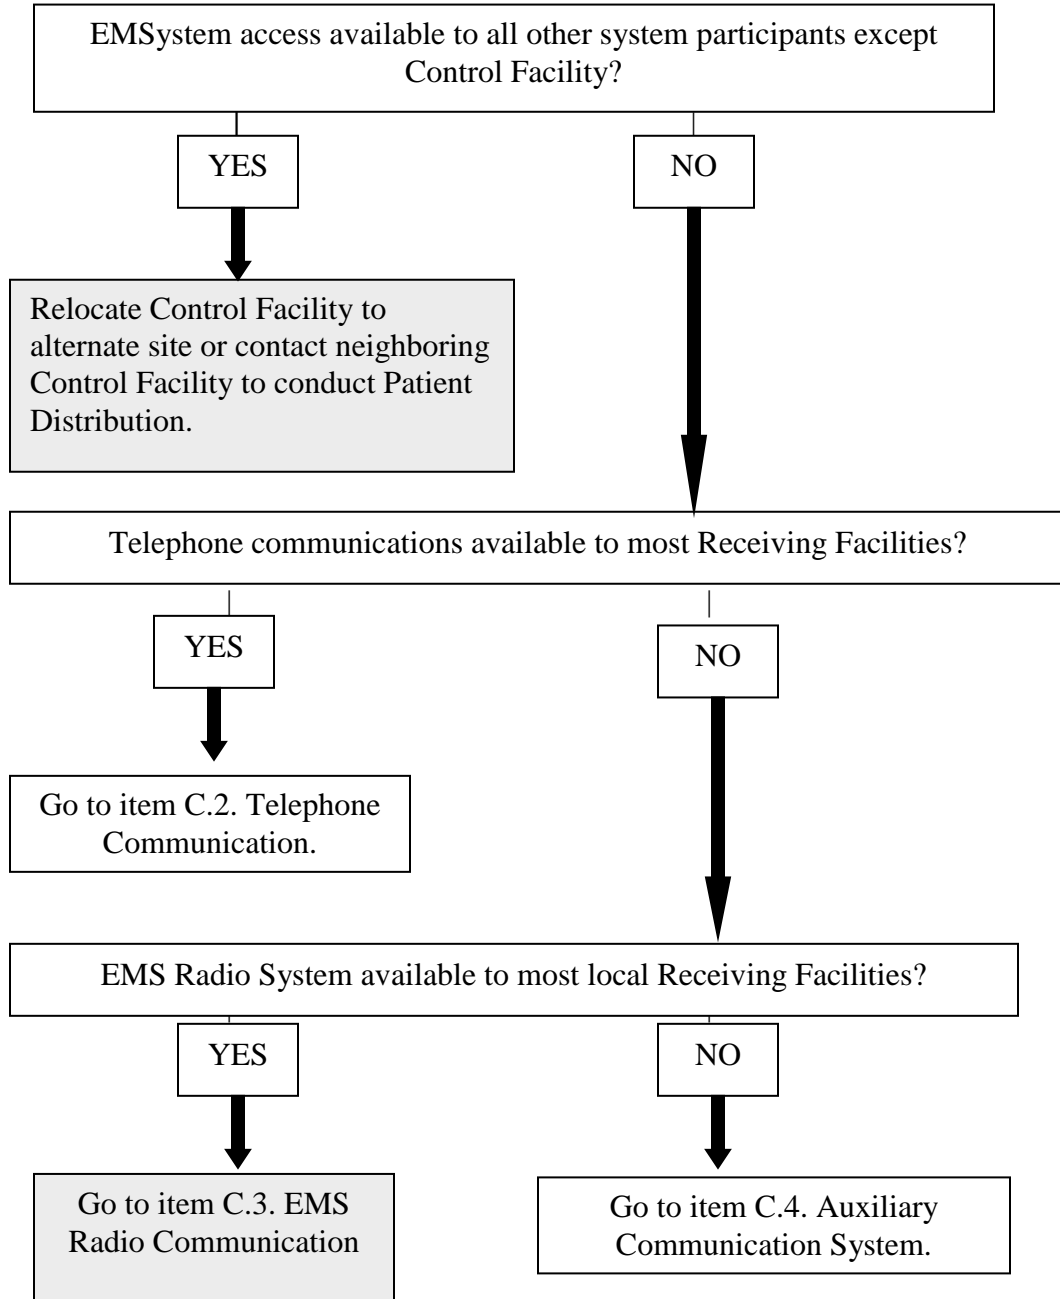 EMSystem access available to all other system participants except
Control Facility?
YES
NO
Relocate Control Facility to
alternate site or contact neighboring
Control Facility to conduct Patient
Distribution.
Telephone communications available to most Receiving Facilities?
YES
NO
Go to item C.2. Telephone
Communication.
EMS Radio System available to most local Receiving Facilities?
YES
NO
Go to item C.3. EMS
Radio Communication
Go to item C.4. Auxiliary
Communication System.